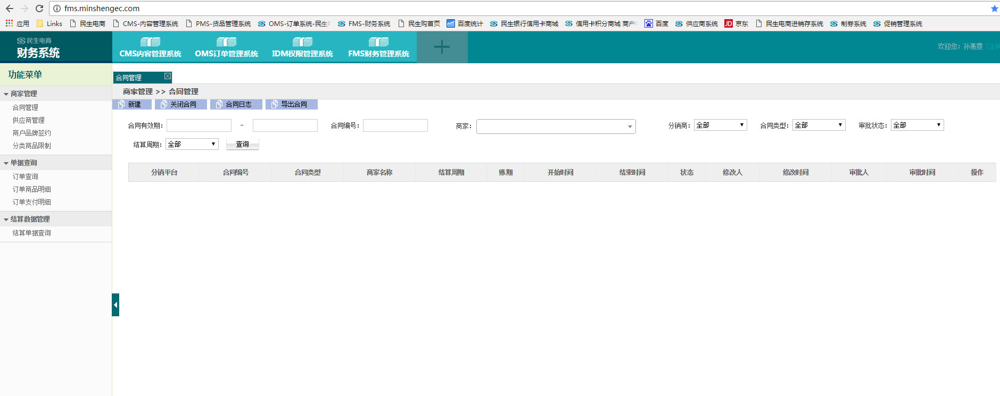 fms.minshengec.com
应用 Links 民生电商 CMS-内容管理系统 PMS-货品管理系统 OMS-订单系统-民生 FMS-财务系统 民生购首页 百度统计 民生银行信用卡商城 信用卡积分商城 商户 百度 供应商系统 JD 京东 民生电商进销存系统 制券系统 促销管理系统
民生电商
财务系统
CMS内容管理系统 OMS订单管理系统 IDM权限管理系统 FMS财务管理系统
欢迎您：孙惠雯 [注销
功能菜单
商家管理
合同管理
供应商管理
商户品牌签约
分类商品限制
单据查询
订单查询
订单商品明细
订单支付明细
结算数据管理
结算单据查询
合同管理
商家管理 >> 合同管理
新建 关闭合同 合同日志 导出合同
合同有效期： - 合同编号： 商家： 分销商： 全部 合同类型： 全部 审批状态： 全部
结算周期： 全部 查询
分销平台 合同编号 合同类型 商家名称 结算周期 账期 开始时间 结束时间 状态 修改人 修改时间 审批人 审批时间 操作